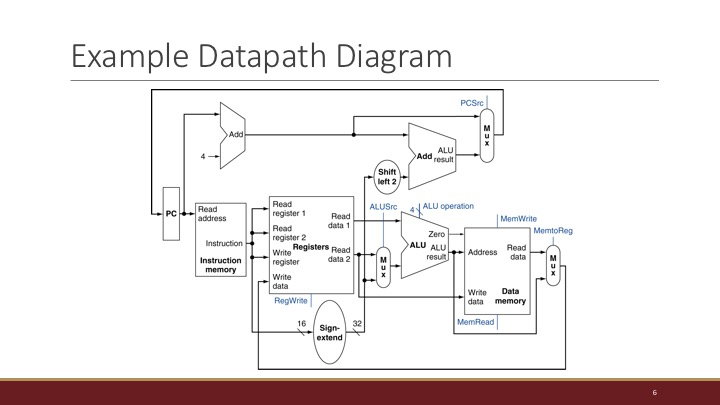 Example Datapath Diagram
PCSrc
M
u
x
Add
4
Add
ALU
result
Shift
left 2
PC
Read
address
Instruction
Instruction
memory
Read
register 1
Read
register 2
Write
register
Write
data
Registers
Read
data 1
Read
data 2
RegWrite
ALUSrc
M
u
x
4
ALU operation
Zero
ALU
ALU
result
MemWrite
Address
Read
data
Write
data
Data
memory
MemRead
MemtoReg
M
u
x
16
Sign-
extend
32
6